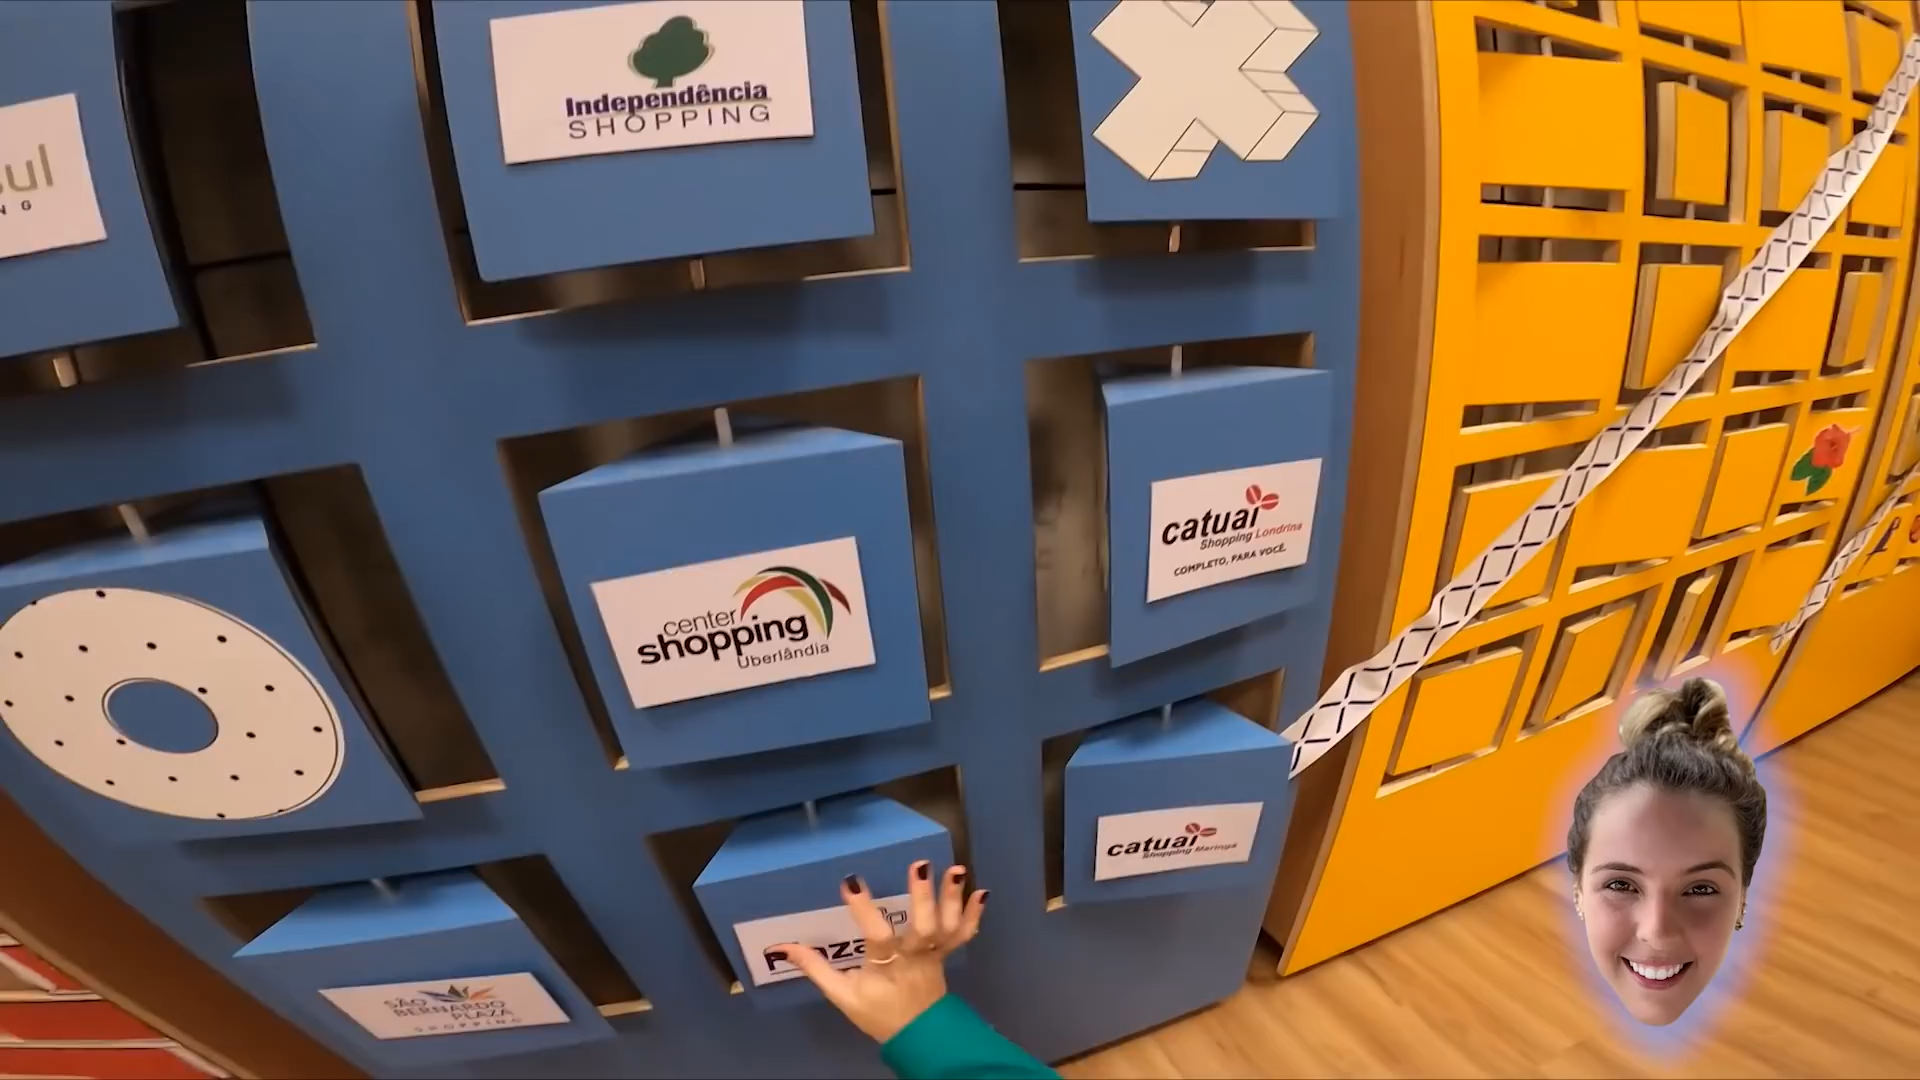 sul
NG
Independência
SHOPPING
center
shopping
Uberlândia
catuaí
Shopping Londrina
COMPLETO, PARA VOCÊ.
catuaí
Shopping Maringá
SÃO
BERNARDO
PLAZA
SHOPPING